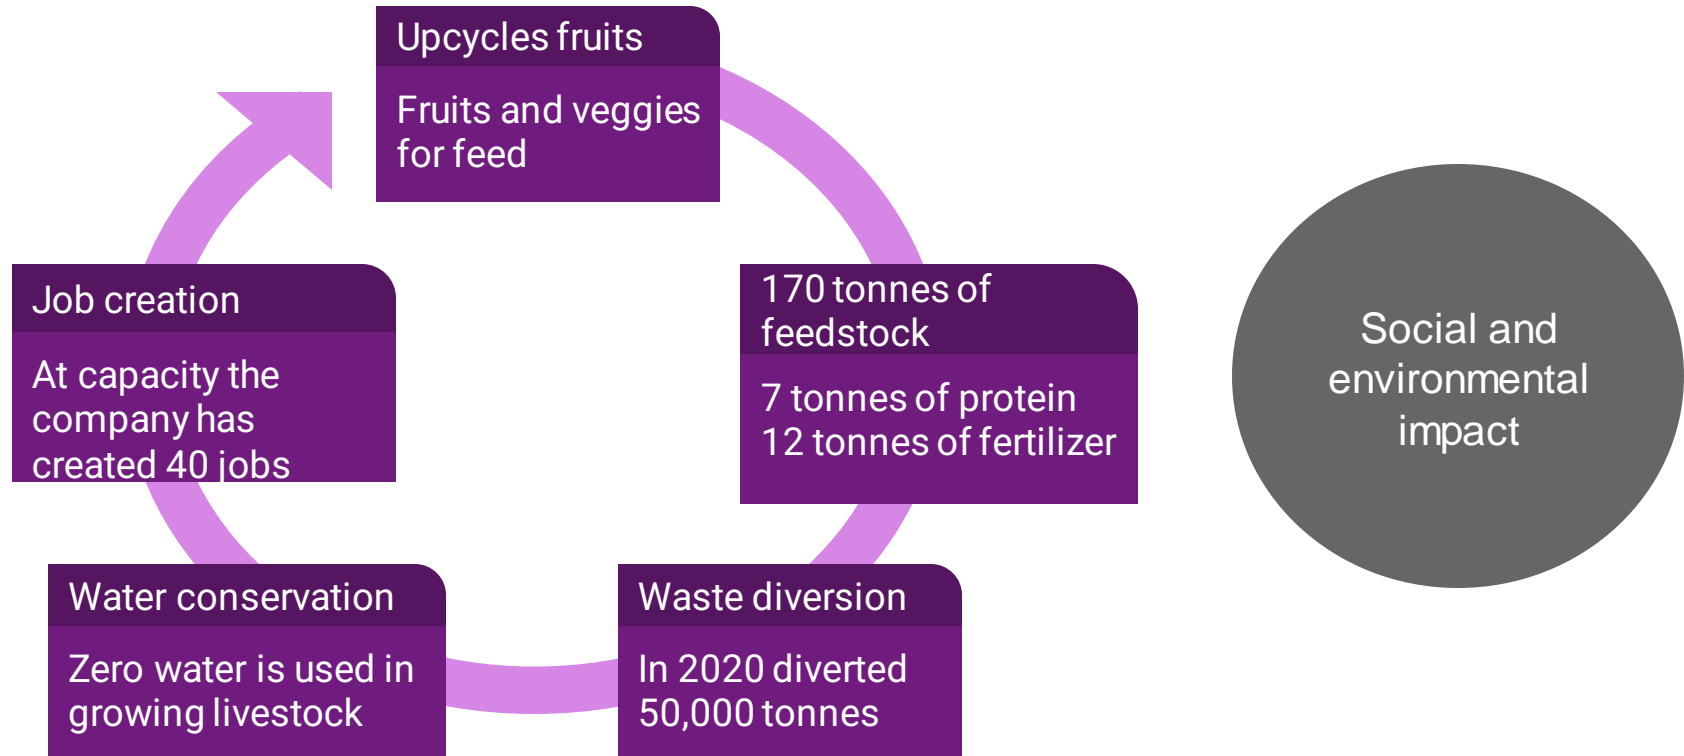 Upcycles fruits
Fruits and veggies
for feed
170 tonnes of
feedstock
7 tonnes of protein
12 tonnes of fertilizer
Waste diversion
In 2020 diverted
50,000 tonnes
Water conservation
Zero water is used in
growing livestock
Job creation
At capacity the
company has
created 40 jobs
Social and
environmental
impact